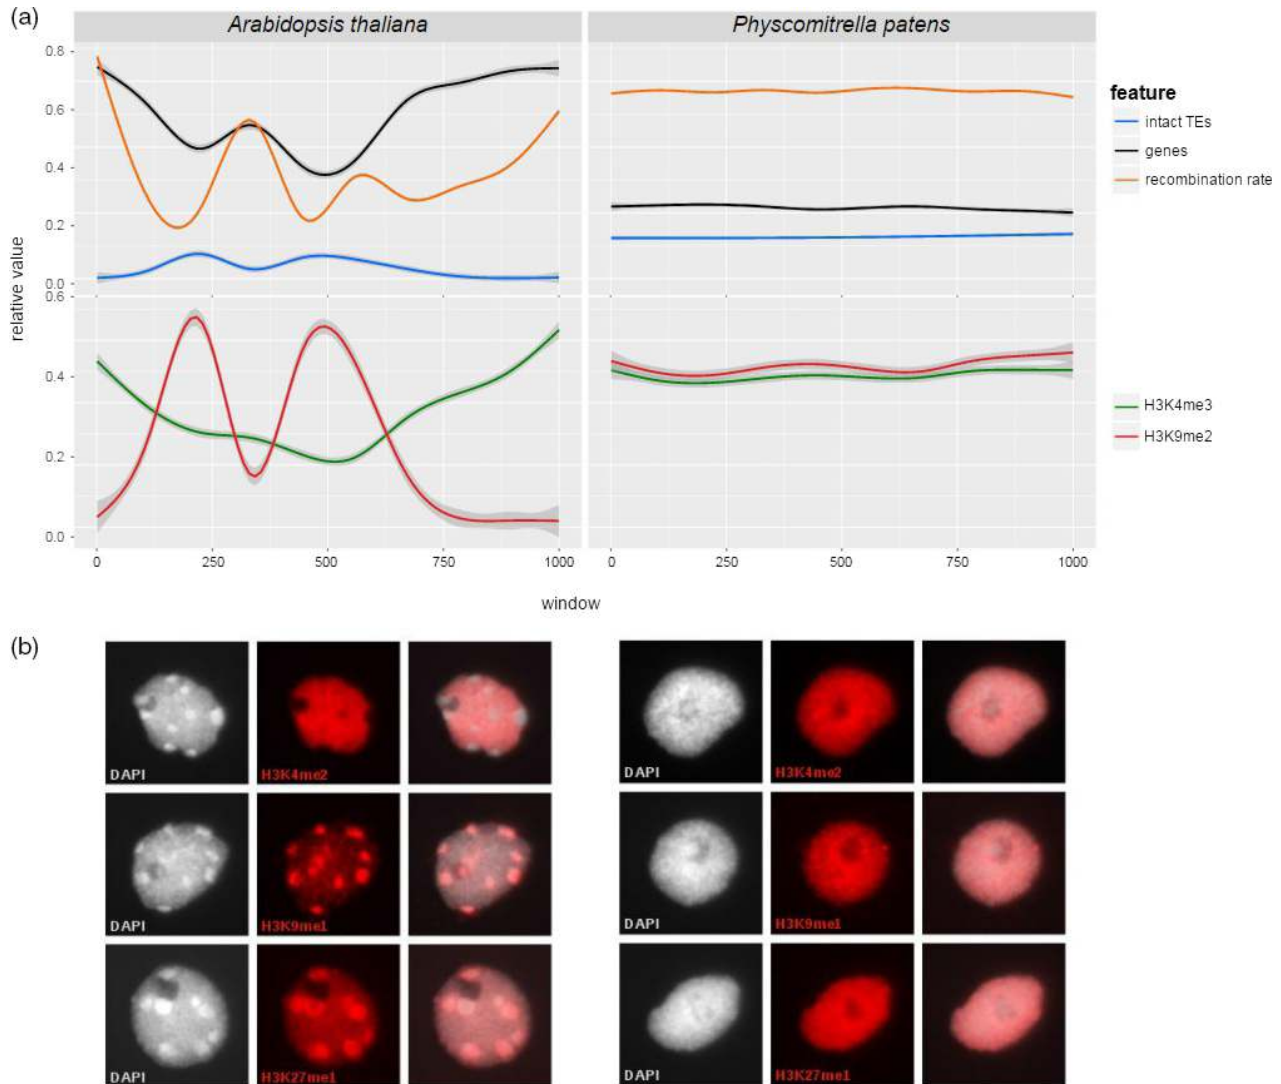 (a)
Arabidopsis thaliana
Physcomitrella patens
0.8
0.6
0.4
0.2
0.0
0.6
0.4
0.2
0.0
relative value
0 250 500 750 1000
0 250 500 750 1000
window
feature
intact TEs
genes
recombination rate
H3K4me3
H3K9me2
(b)
DAPI H3K4me2 DAPI H3K4me2
DAPI H3K9me1 DAPI H3K9me1
DAPI H3K27me1 DAPI H3K27me1